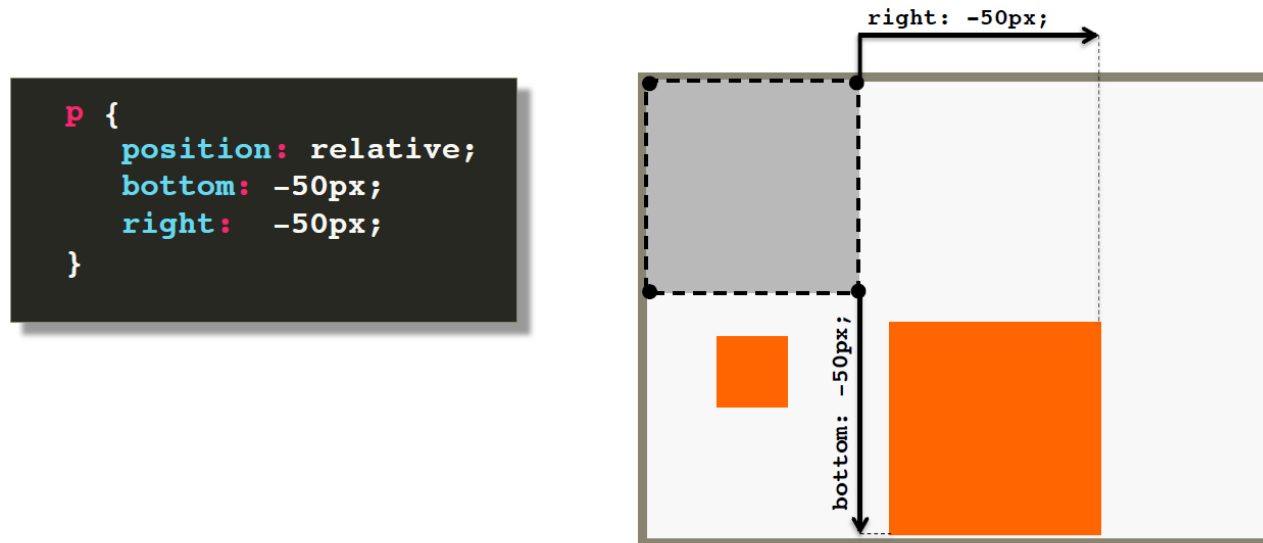 right: -50px;
p {
position: relative;
bottom: -50px;
right:  -50px;
}
bottom: -50px;